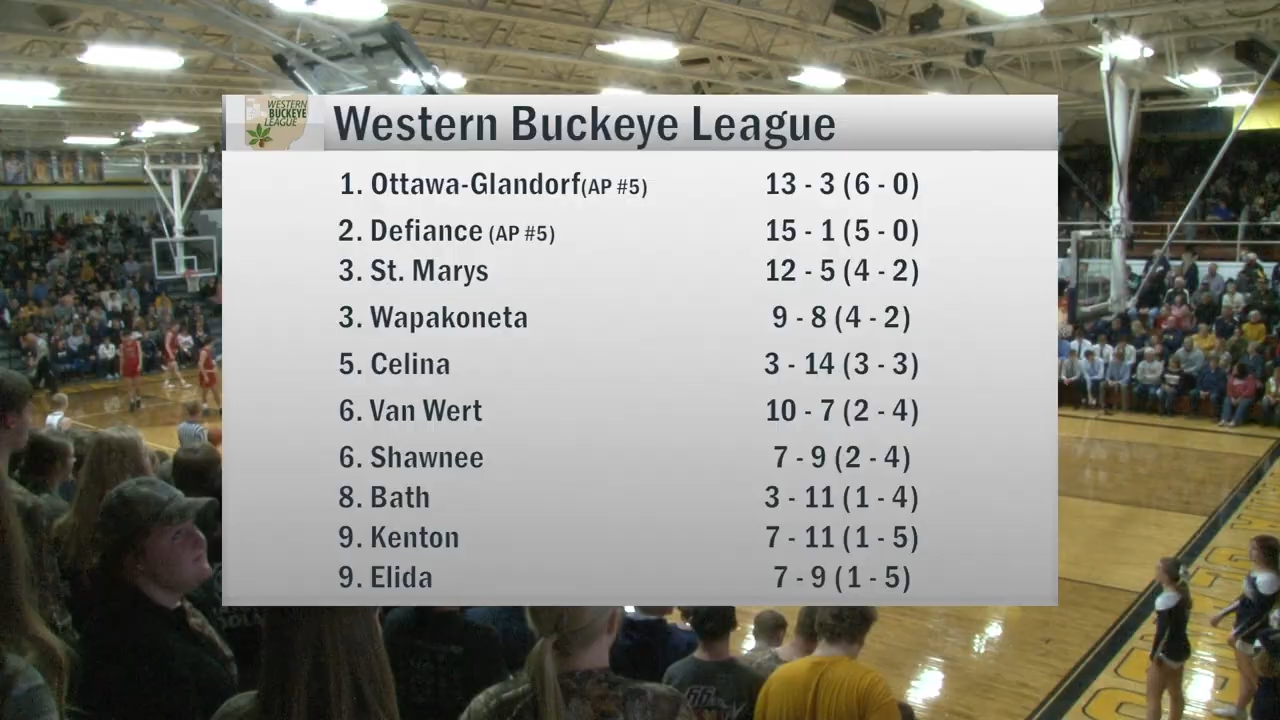 WESTERN
BUCKEYE
LEAGUE
Western Buckeye League
1. Ottawa-Glandorf(AP #5) 13 - 3 (6 - 0)
2. Defiance (AP #5) 15 - 1 (5 - 0)
3. St. Marys 12 - 5 (4 - 2)
3. Wapakoneta 9 - 8 (4 - 2)
5. Celina 3 - 14 (3 - 3)
6. Van Wert 10 - 7 (2 - 4)
6. Shawnee 7 - 9 (2 - 4)
8. Bath 3 - 11 (1 - 4)
9. Kenton 7 - 11 (1 - 5)
9. Elida 7 - 9 (1 - 5)
66